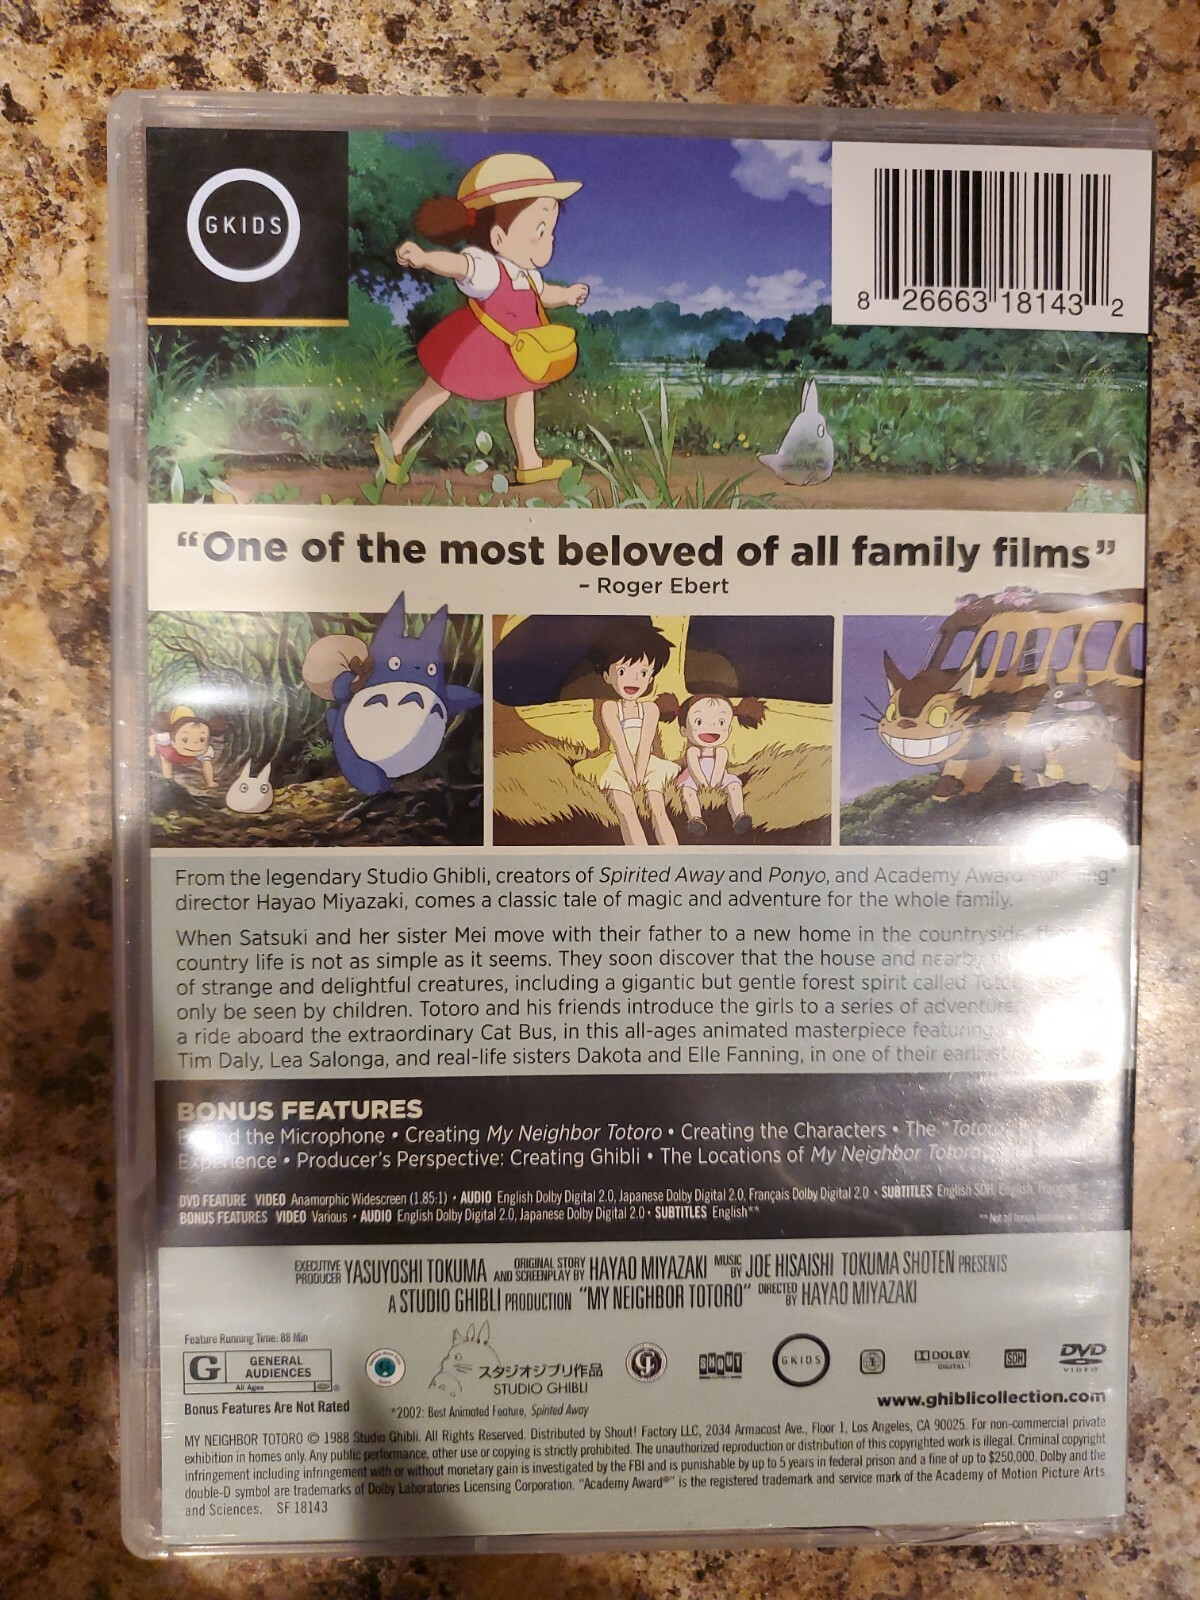 GKIDS
8 26663 18143 2
“One of the most beloved of all family films”
– Roger Ebert
From the legendary Studio Ghibli, creators of Spirited Away and Ponyo, and Academy Award
director Hayao Miyazaki, comes a classic tale of magic and adventure for the whole family.
When Satsuki and her sister Mei move with their father to a new home in the countryside,
country life is not as simple as it seems. They soon discover that the house and nearby
of strange and delightful creatures, including a gigantic but gentle forest spirit called
only be seen by children. Totoro and his friends introduce the girls to a series of
a ride aboard the extraordinary Cat Bus, in this all-ages animated masterpiece featuring
Tim Daly, Lea Salonga, and real-life sisters Dakota and Elle Fanning, in one of their
BONUS FEATURES
the Microphone • Creating My Neighbor Totoro • Creating the Characters • The
Experience • Producer's Perspective: Creating Ghibli • The Locations of My Neighbor Totoro
DVD FEATURE VIDEO Anamorphic Widescreen (1.85:1) • AUDIO English Dolby Digital 2.0, Japanese Dolby Digital 2.0, Français Dolby Digital 2.0 • SUBTITLES English SDH, English, Français
BONUS FEATURES VIDEO Various • AUDIO English Dolby Digital 2.0, Japanese Dolby Digital 2.0 • SUBTITLES English**
EXECUTIVE PRODUCER YASUYOSHI TOKUMA ORIGINAL STORY AND SCREENPLAY BY HAYAO MIYAZAKI MUSIC BY JOE HISAISHI TOKUMA SHOTEN PRESENTS
A STUDIO GHIBLI PRODUCTION "MY NEIGHBOR TOTORO" DIRECTED BY HAYAO MIYAZAKI
Feature Running Time: 88 Min
G GENERAL AUDIENCES
All Ages ®
スタジオジブリ作品
STUDIO GHIBLI
SHOUT
GKIDS
DOLBY DIGITAL
SDH
DVD VIDEO
www.ghiblicollection.com
Bonus Features Are Not Rated
*2002: Best Animated Feature, Spirited Away
MY NEIGHBOR TOTORO © 1988 Studio Ghibli. All Rights Reserved. Distributed by Shout! Factory LLC, 2034 Armacost Ave., Floor 1, Los Angeles, CA 90025. For non-commercial private
exhibition in homes only. Any public performance, other use or copying is strictly prohibited. The unauthorized reproduction or distribution of this copyrighted work is illegal. Criminal copyright
infringement including infringement with or without monetary gain is investigated by the FBI and is punishable by up to 5 years in federal prison and a fine of up to $250,000. Dolby and the
double-D symbol are trademarks of Dolby Laboratories Licensing Corporation. "Academy Award®" is the registered trademark and service mark of the Academy of Motion Picture Arts
and Sciences. SF 18143